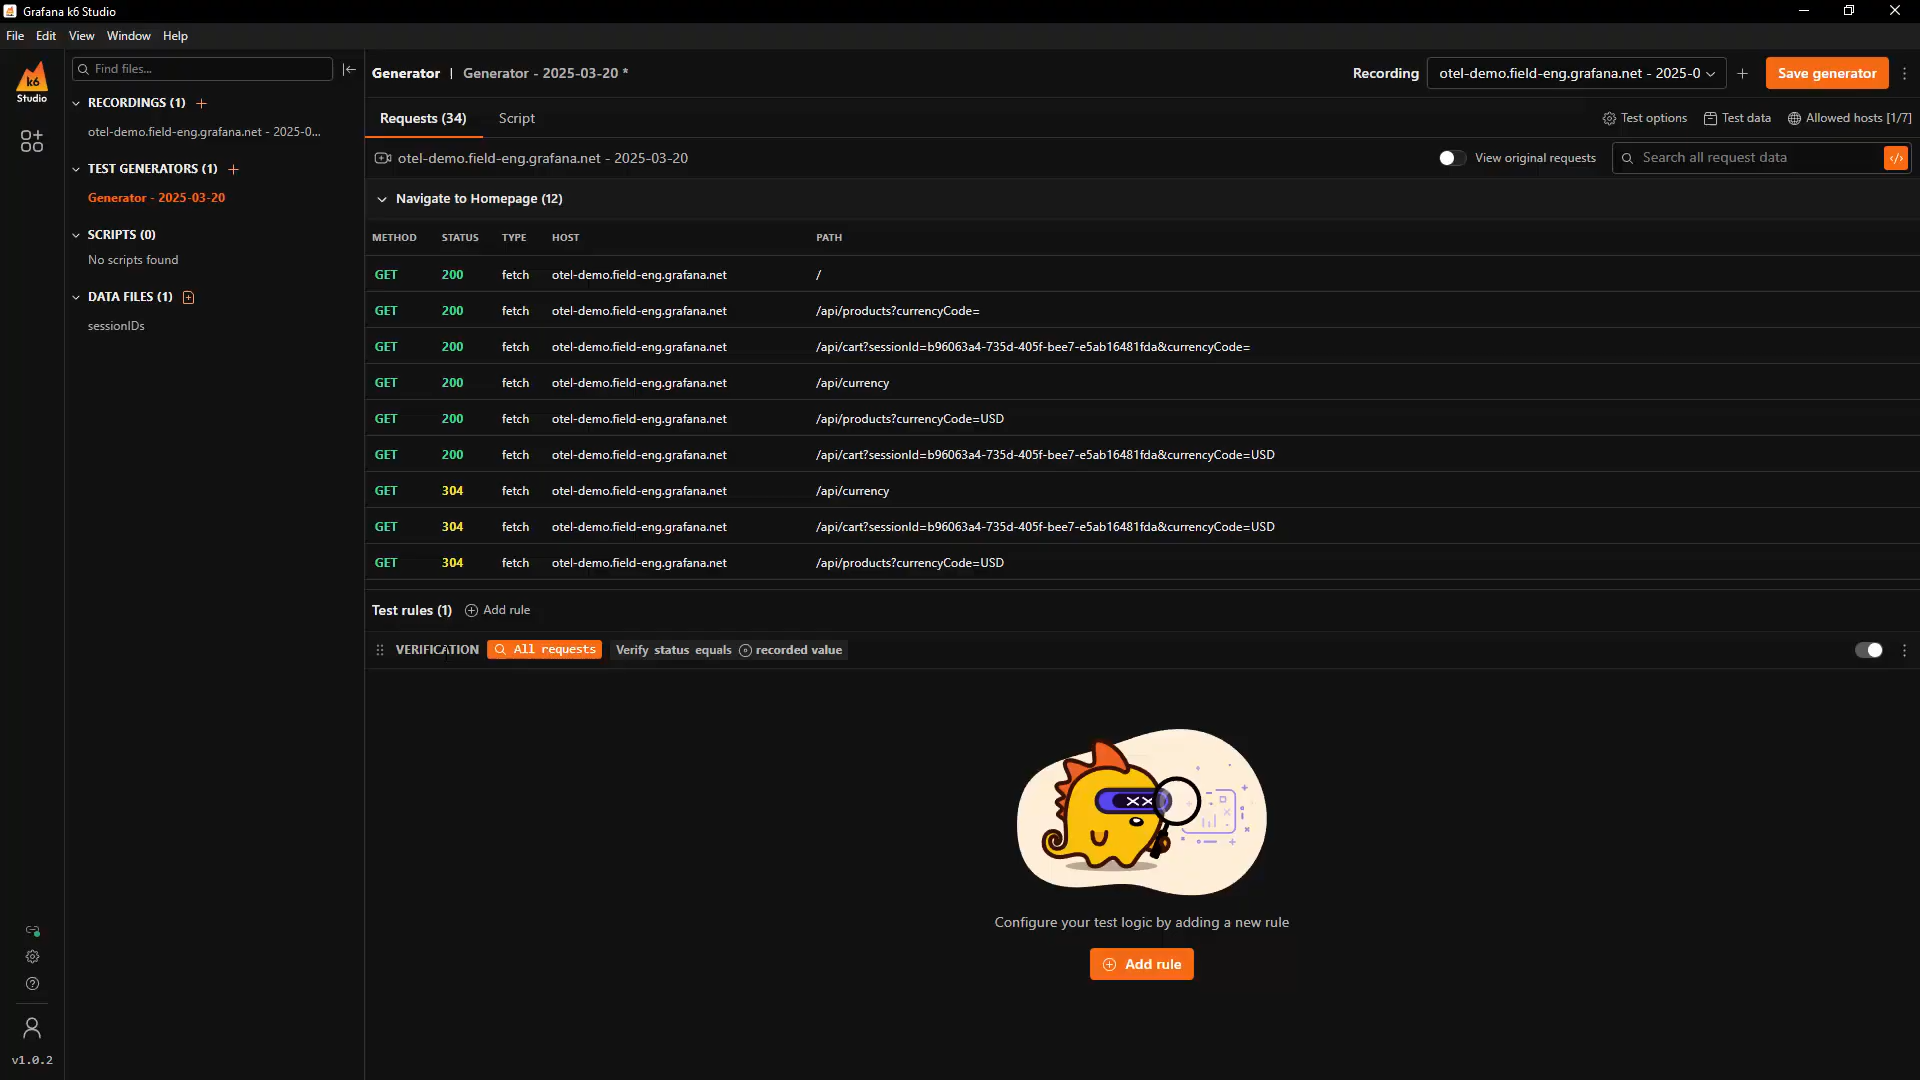 Grafana k6 Studio
File Edit View Window Help
k6
Studio
Find files...
RECORDINGS (1)
otel-demo.field-eng.grafana.net - 2025-0...
TEST GENERATORS (1)
Generator - 2025-03-20
SCRIPTS (0)
No scripts found
DATA FILES (1)
sessionIDs
v1.0.2
Generator | Generator - 2025-03-20 *
Recording otel-demo.field-eng.grafana.net - 2025-0
Save generator
Requests (34) Script
Test options Test data Allowed hosts [1/7]
otel-demo.field-eng.grafana.net - 2025-03-20
View original requests Search all request data
Navigate to Homepage (12)
METHOD STATUS TYPE HOST PATH
GET 200 fetch otel-demo.field-eng.grafana.net /
GET 200 fetch otel-demo.field-eng.grafana.net /api/products?currencyCode=
GET 200 fetch otel-demo.field-eng.grafana.net /api/cart?sessionId=b96063a4-735d-405f-bee7-e5ab16481fda&currencyCode=
GET 200 fetch otel-demo.field-eng.grafana.net /api/currency
GET 200 fetch otel-demo.field-eng.grafana.net /api/products?currencyCode=USD
GET 200 fetch otel-demo.field-eng.grafana.net /api/cart?sessionId=b96063a4-735d-405f-bee7-e5ab16481fda&currencyCode=USD
GET 304 fetch otel-demo.field-eng.grafana.net /api/currency
GET 304 fetch otel-demo.field-eng.grafana.net /api/cart?sessionId=b96063a4-735d-405f-bee7-e5ab16481fda&currencyCode=USD
GET 304 fetch otel-demo.field-eng.grafana.net /api/products?currencyCode=USD
Test rules (1) Add rule
VERIFICATION All requests Verify status equals recorded value
Configure your test logic by adding a new rule
Add rule